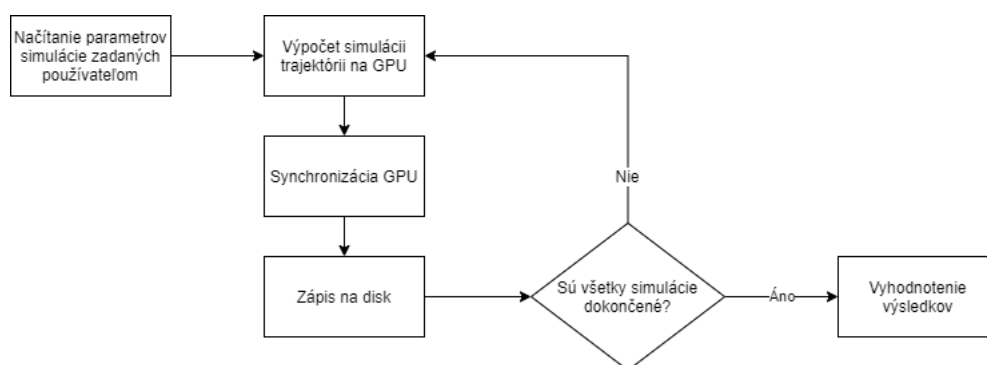 Načítanie parametrov
simulácie zadaných
používateľom
Výpočet simulácii
trajektórii na GPU
Synchronizácia GPU
Zápis na disk
Sú všetky simulácie
dokončené?
Nie
Áno
Vyhodnotenie
výsledkov